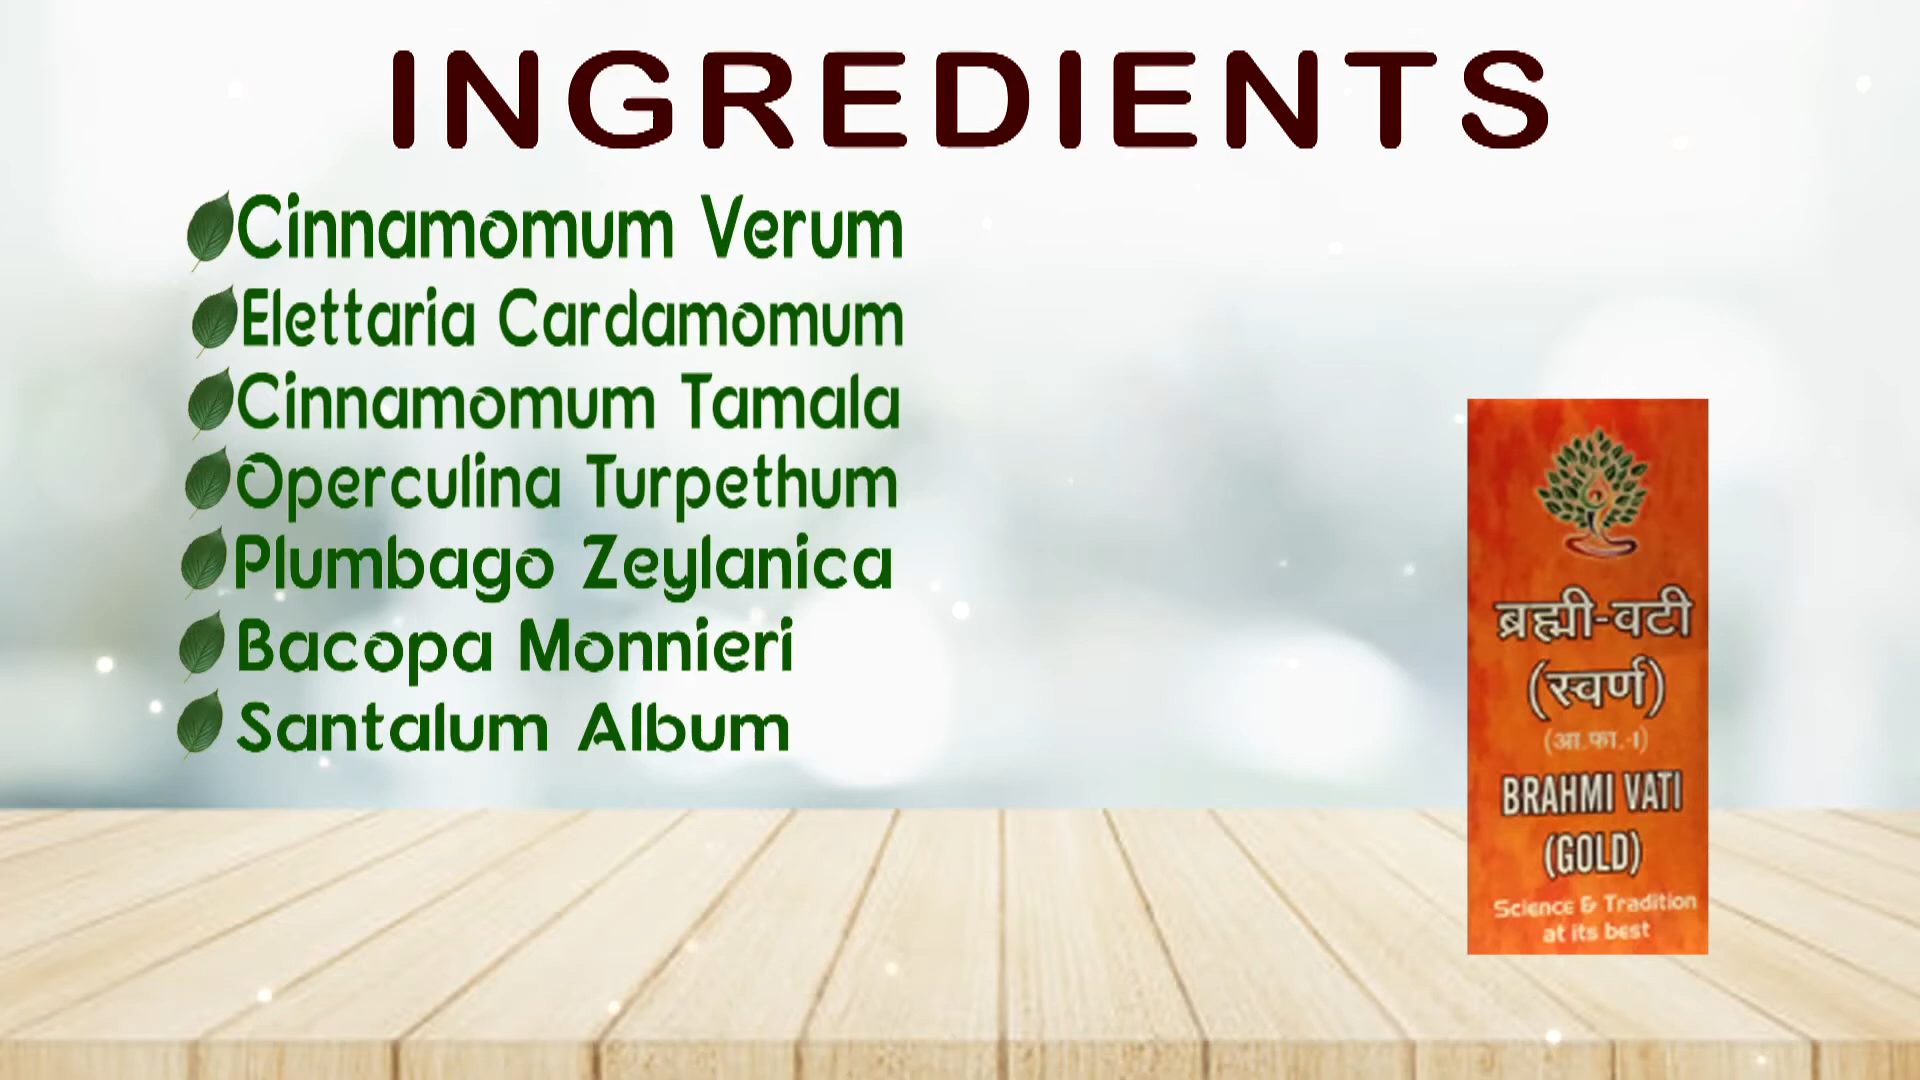 INGREDIENTS
Cinnamomum Verum
Elettaria Cardamomum
Cinnamomum Tamala
Operculina Turpethum
Plumbago Zeylanica
Bacopa Monnieri
Santalum Album
ब्रह्मी-वटी
(स्वर्ण)
(आ.फा.-I)
BRAHMI VATI
(GOLD)
Science & Tradition
at its best